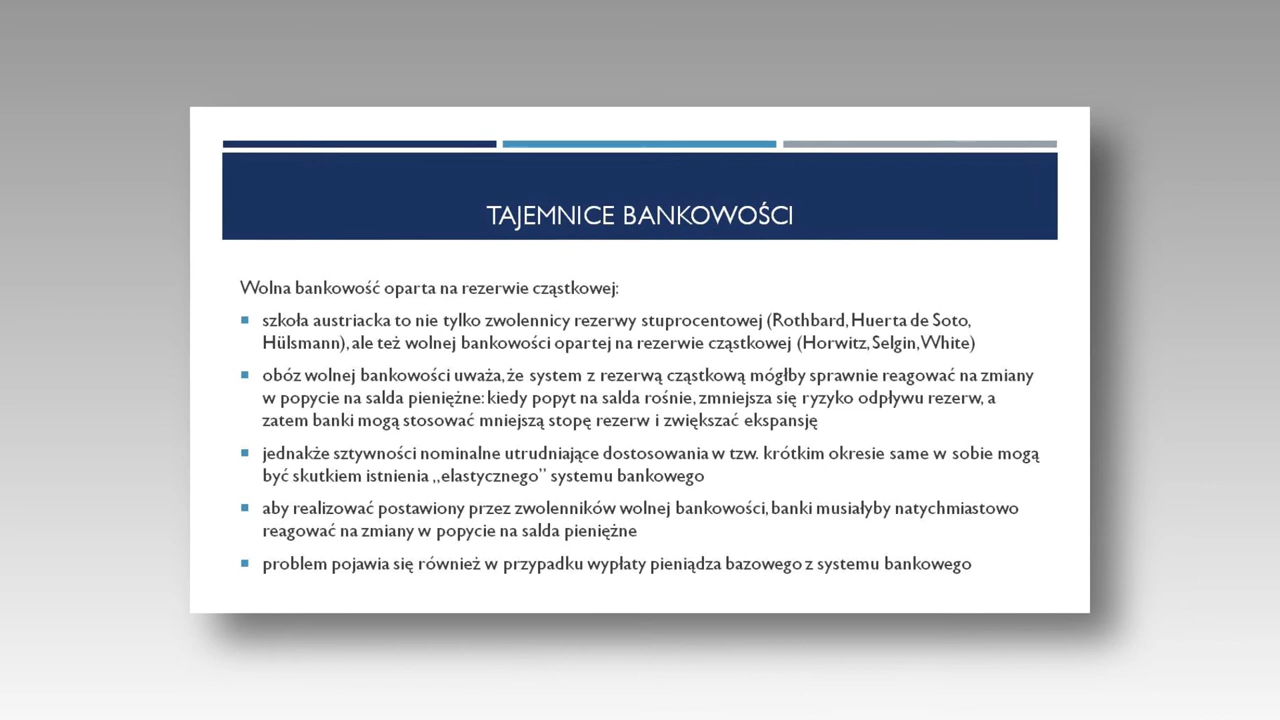 TAJEMNICE BANKOWOŚCI
Wolna bankowość oparta na rezerwie cząstkowej:
szkoła austriacka to nie tylko zwolennicy rezerwy stuprocentowej (Rothbard, Huerta de Soto,
Hülsmann), ale też wolnej bankowości opartej na rezerwie cząstkowej (Horwitz, Selgin, White)
obóz wolnej bankowości uważa, że system z rezerwą cząstkową mógłby sprawnie reagować na zmiany
w popycie na salda pieniężne: kiedy popyt na salda rośnie, zmniejsza się ryzyko odpływu rezerw, a
zatem banki mogą stosować mniejszą stopę rezerw i zwiększać ekspansję
jednakże sztywności nominalne utrudniające dostosowania w tzw. krótkim okresie same w sobie mogą
być skutkiem istnienia „elastycznego” systemu bankowego
aby realizować postawiony przez zwolenników wolnej bankowości, banki musiałyby natychmiastowo
reagować na zmiany w popycie na salda pieniężne
problem pojawia się również w przypadku wypłaty pieniądza bazowego z systemu bankowego